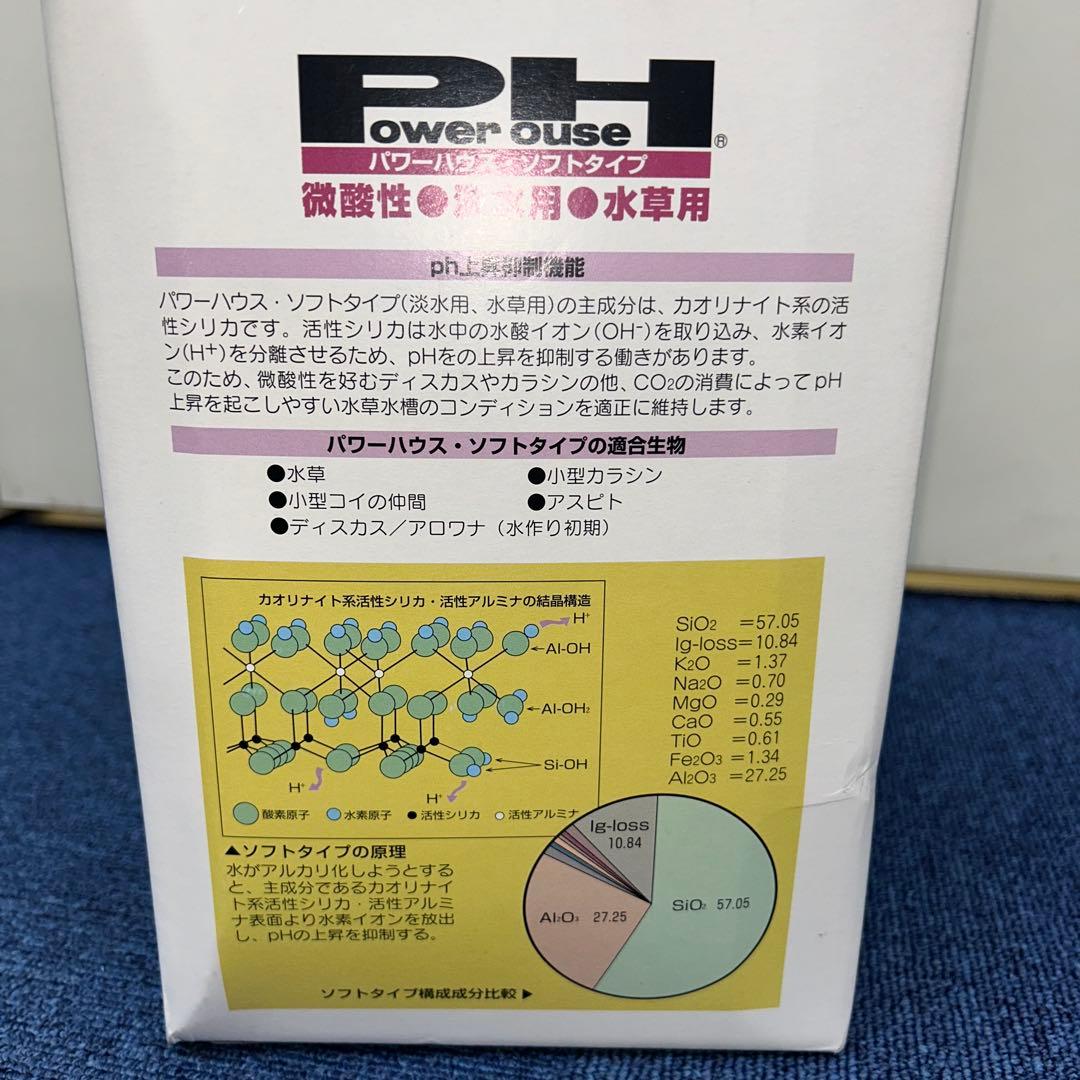 PH
Power ouse ®
パワーハウス・ソフトタイプ
微酸性●淡水用●水草用
ph上昇抑制機能
パワーハウス・ソフトタイプ(淡水用、水草用)の主成分は、カオリナイト系の活
性シリカです。活性シリカは水中の水酸イオン(OH⁻)を取り込み、水素イオ
ン(H⁺)を分離させるため、pHをの上昇を抑制する働きがあります。
このため、微酸性を好むディスカスやカラシンの他、CO₂の消費によってpH
上昇を起こしやすい水草水槽のコンディションを適正に維持します。
パワーハウス・ソフトタイプの適合生物
●水草 ●小型カラシン
●小型コイの仲間 ●アスピト
●ディスカス／アロワナ（水作り初期）
カオリナイト系活性シリカ・活性アルミナの結晶構造
H⁺
Al-OH
Al-OH₂
Si-OH
H⁺
H⁺
酸素原子 水素原子 ●活性シリカ ○活性アルミナ
SiO₂ =57.05
Ig-loss=10.84
K₂O =1.37
Na₂O =0.70
MgO =0.29
CaO =0.55
TiO =0.61
Fe₂O₃ =1.34
Al₂O₃ =27.25
▲ソフトタイプの原理
水がアルカリ化しようとする
と、主成分であるカオリナイ
ト系活性シリカ・活性アルミ
ナ表面より水素イオンを放出
し、pHの上昇を抑制する。
Ig-loss
10.84
Al₂O₃ 27.25
SiO₂ 57.05
ソフトタイプ構成成分比較▶